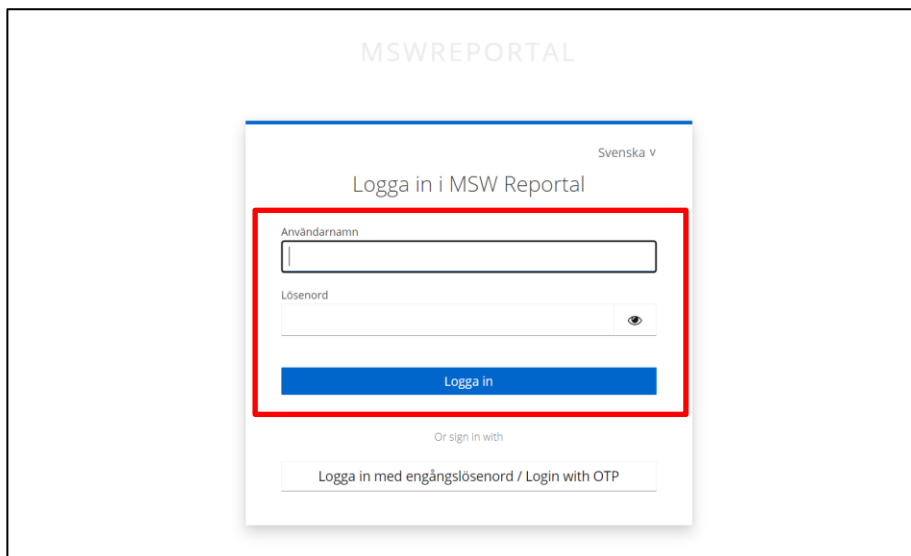 MSWREPORTAL
Svenska ˅
Logga in i MSW Reportal
Användarnamn
Lösenord
Logga in
Or sign in with
Logga in med engångslösenord / Login with OTP